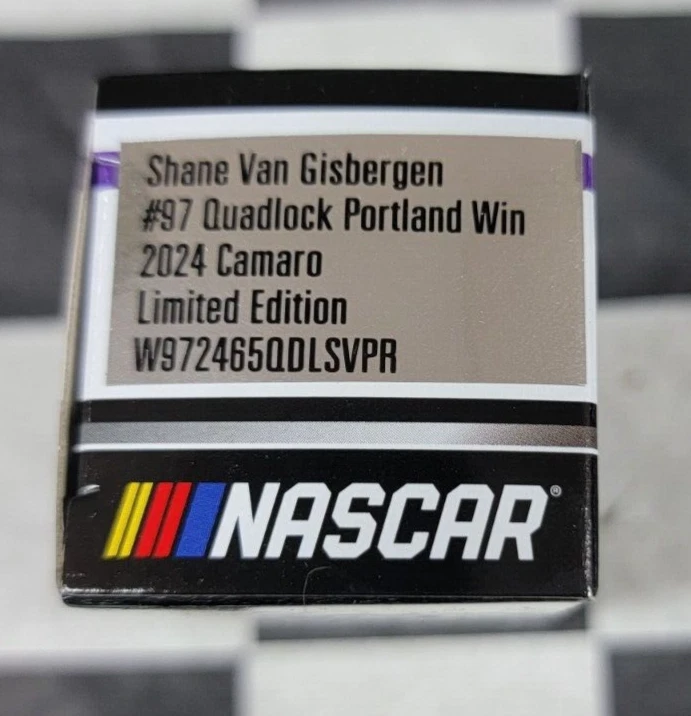 Shane Van Gisbergen
#97 Quadlock Portland Win
2024 Camaro
Limited Edition
W972465QDLSVPR
NASCAR®